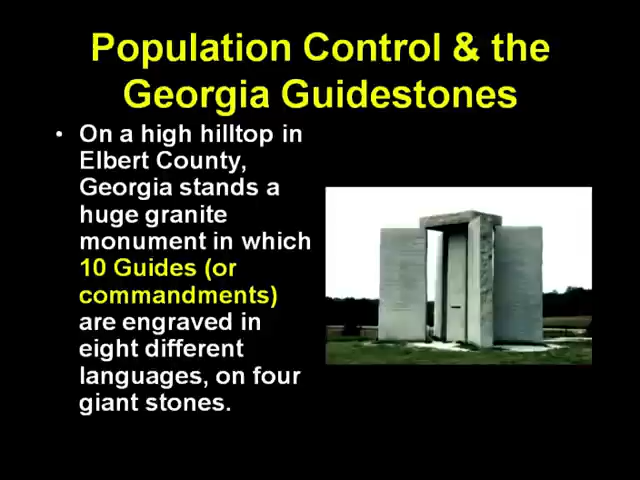 Population Control & the
Georgia Guidestones
• On a high hilltop in
Elbert County,
Georgia stands a
huge granite
monument in which
10 Guides (or
commandments)
are engraved in
eight different
languages, on four
giant stones.